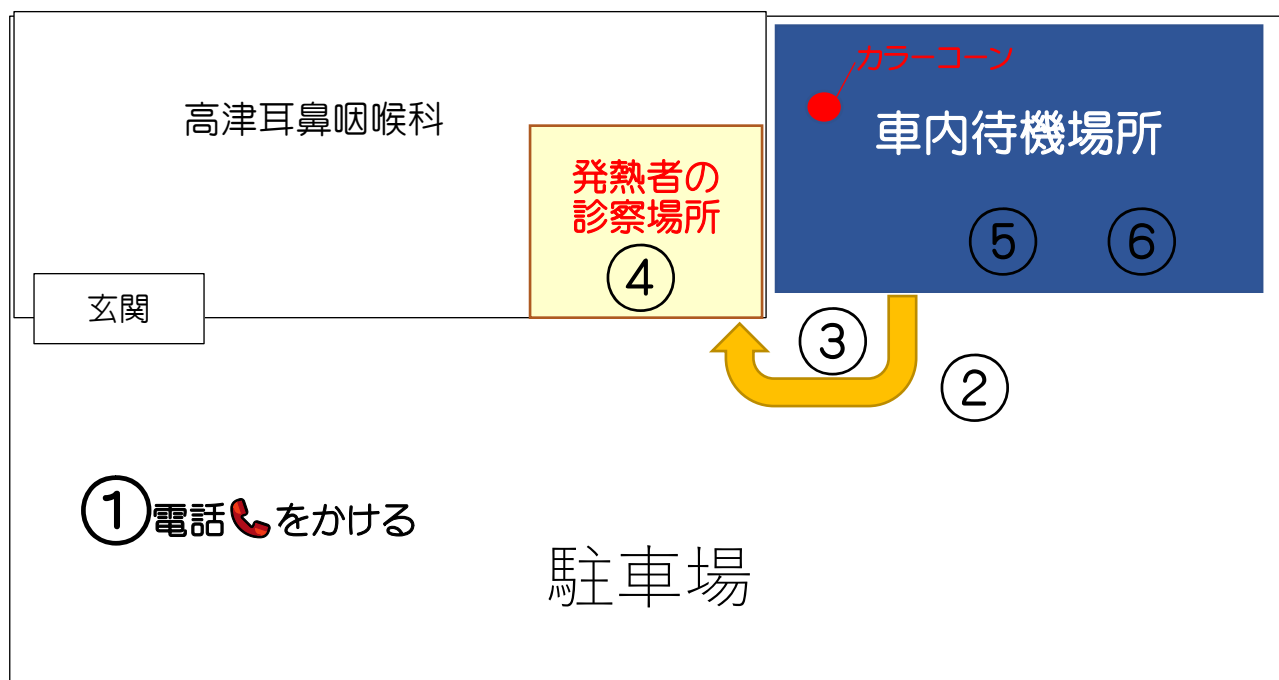 カラーコーン
高津耳鼻咽喉科
車内待機場所
発熱者の
診察場所
④
⑤
⑥
玄関
③
②
①電話をかける
駐車場